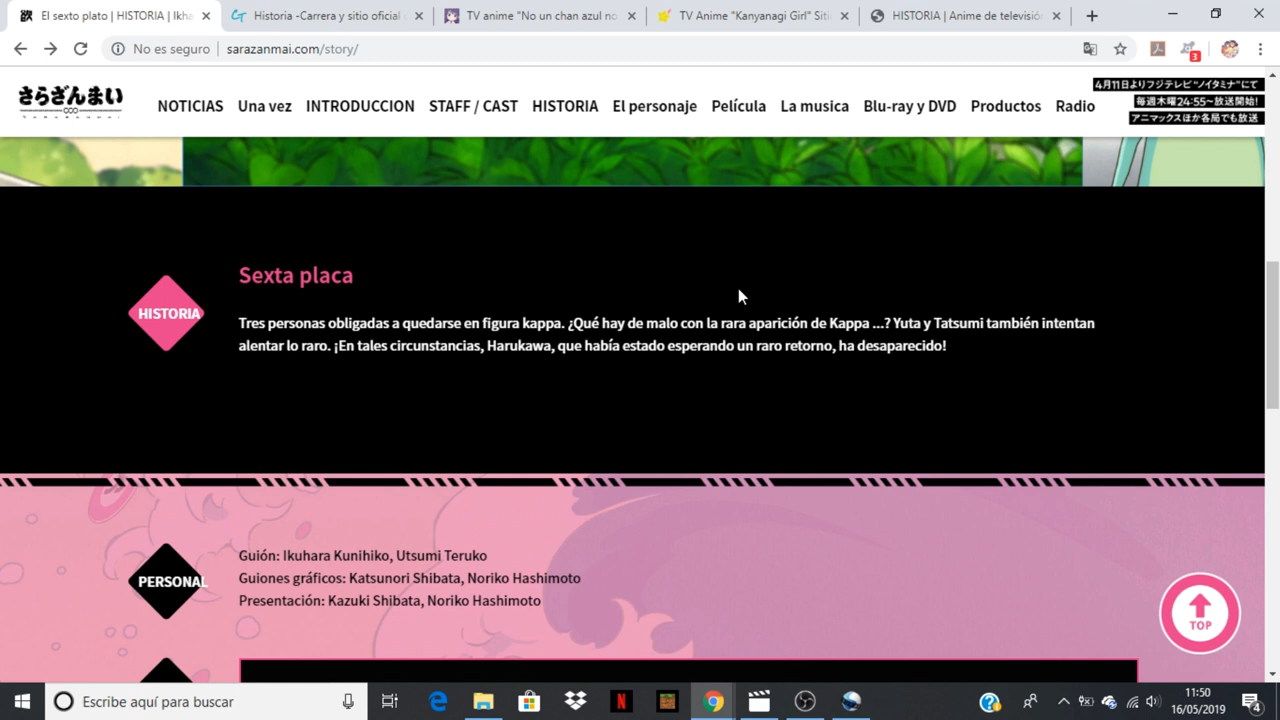 El sexto plato | HISTORIA | Ikha
Historia -Carrera y sitio oficial
TV anime "No un chan azul no
TV Anime "Kanyanagi Girl" Siti
HISTORIA | Anime de televisión
No es seguro
sarazanmai.com/story/
3
さらざんまい
NOTICIAS
Una vez
INTRODUCCION
STAFF / CAST
HISTORIA
El personaje
Película
La musica
Blu-ray y DVD
Productos
Radio
4月11日よりフジテレビ"ノイタミナ"にて
毎週木曜24:55~放送開始!
アニマックスほか各局でも放送
HISTORIA
Sexta placa
Tres personas obligadas a quedarse en figura kappa. ¿Qué hay de malo con la rara aparición de Kappa ...? Yuta y Tatsumi también intentan
alentar lo raro. ¡En tales circunstancias, Harukawa, que había estado esperando un raro retorno, ha desaparecido!
PERSONAL
Guión: Ikuhara Kunihiko, Utsumi Teruko
Guiones gráficos: Katsunori Shibata, Noriko Hashimoto
Presentación: Kazuki Shibata, Noriko Hashimoto
TOP
Escribe aquí para buscar
11:50
16/05/2019
4